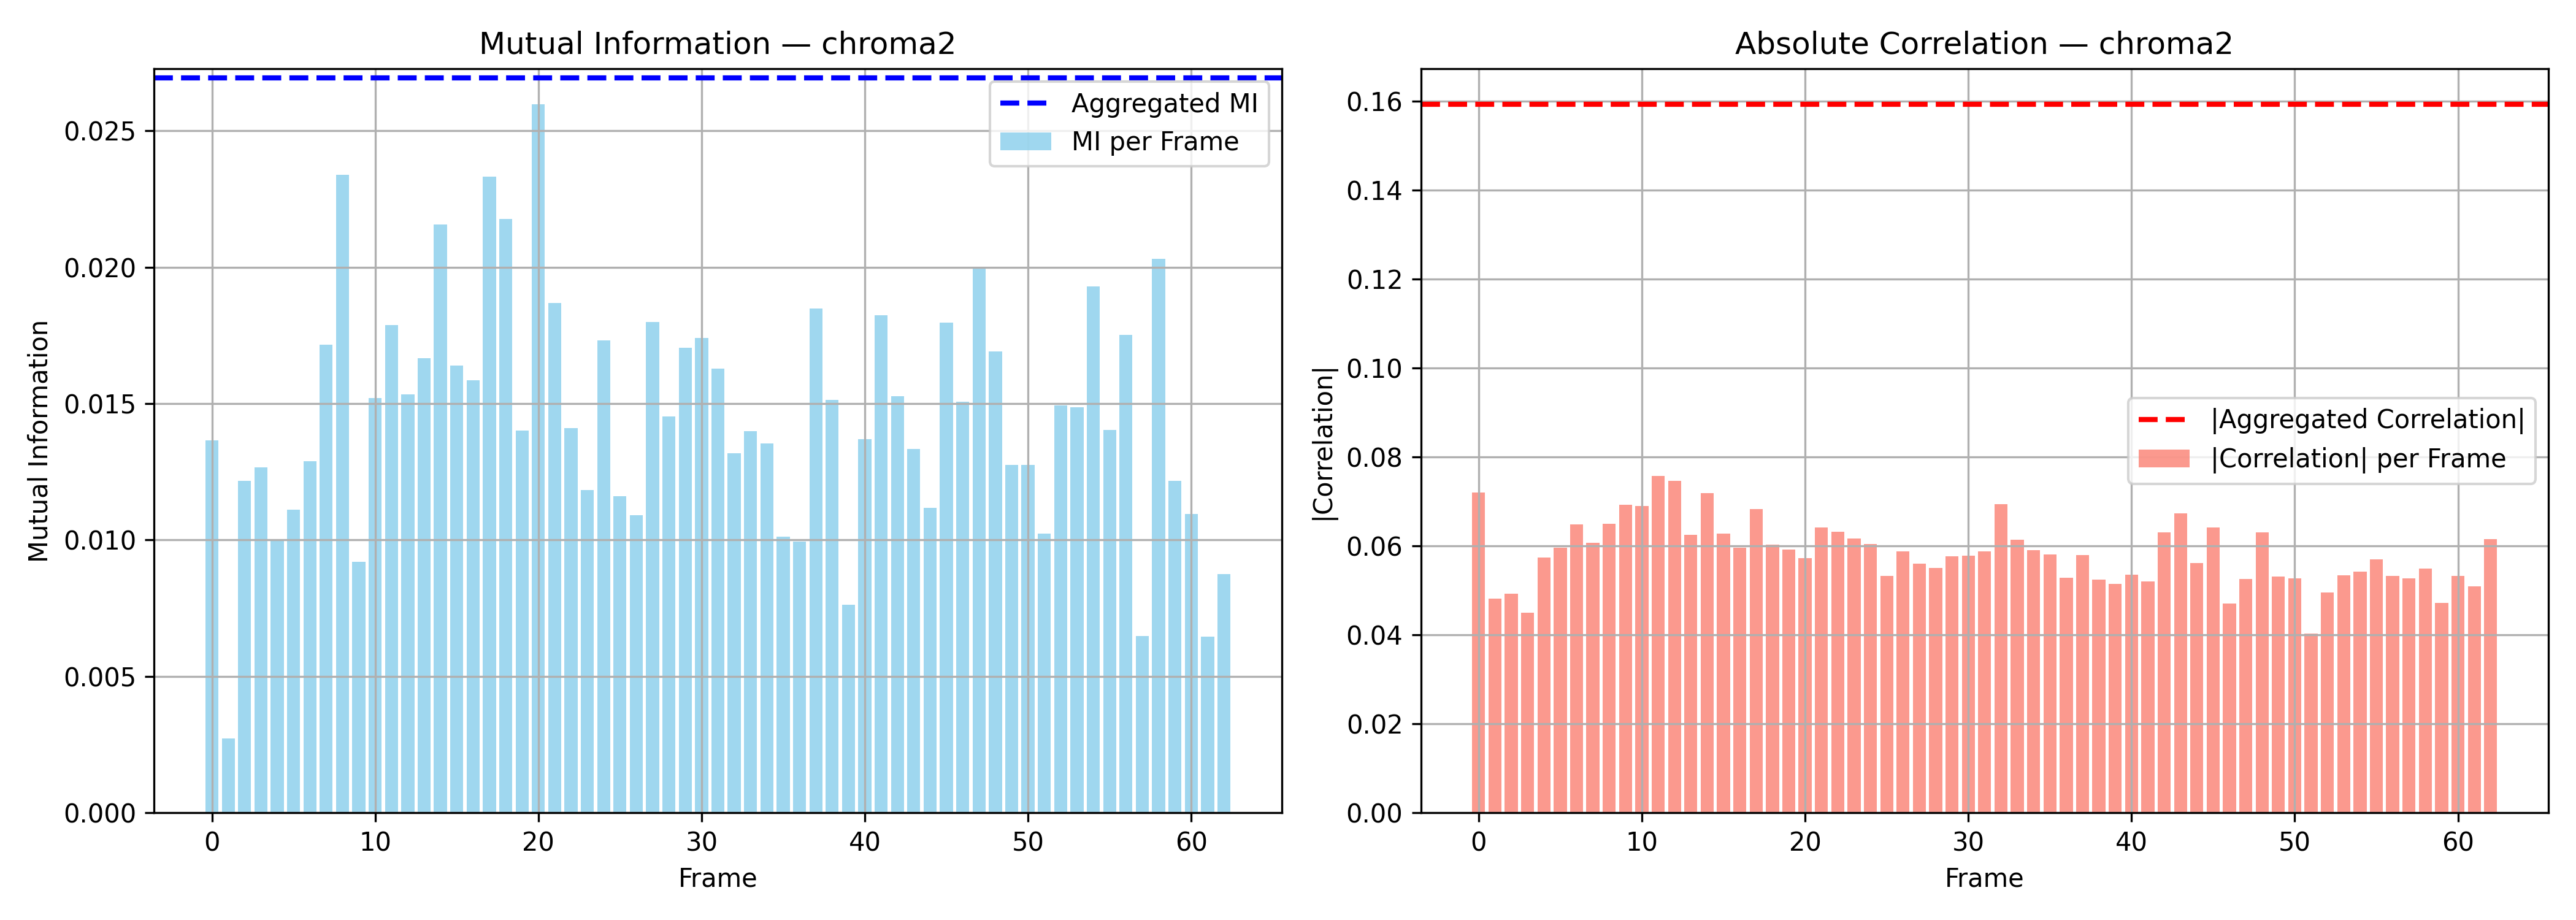 Mutual Information — chroma2
Mutual Information
0.025
0.020
0.015
0.010
0.005
0.000
Aggregated MI
MI per Frame
0 10 20 30 40 50 60
Frame
Absolute Correlation — chroma2
|Correlation|
0.16
0.14
0.12
0.10
0.08
0.06
0.04
0.02
0.00
|Aggregated Correlation|
|Correlation| per Frame
0 10 20 30 40 50 60
Frame